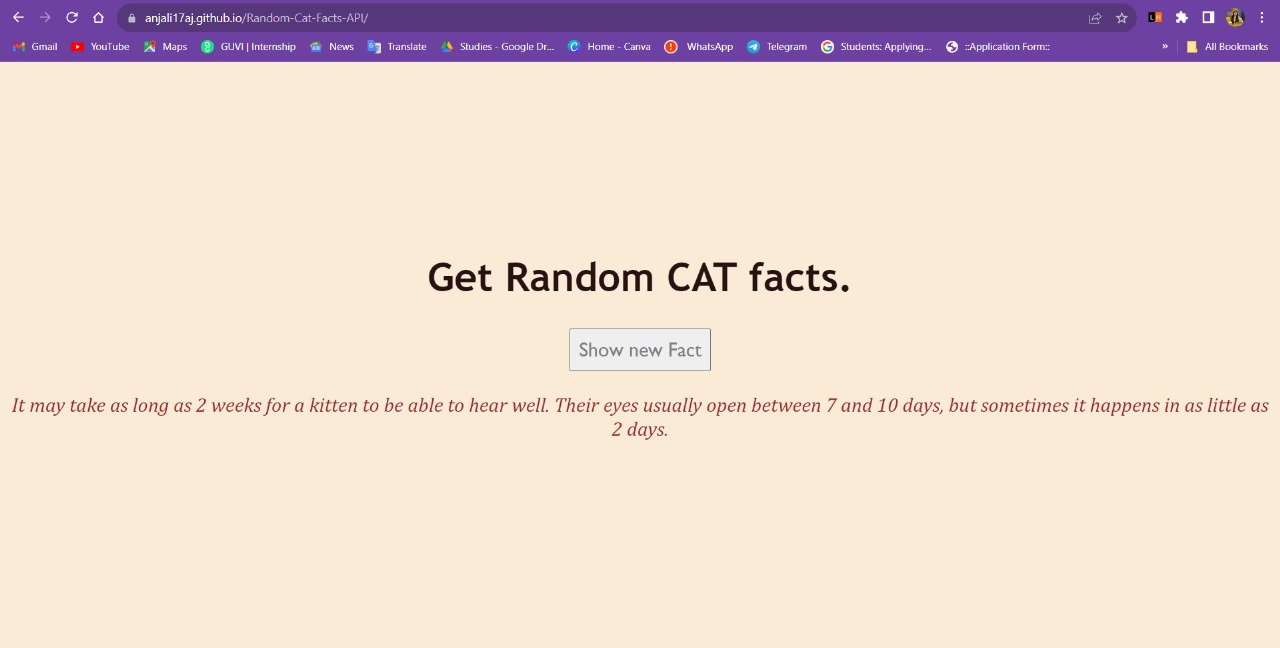 anjali17aj.github.io/Random-Cat-Facts-API/
Gmail YouTube Maps GUVI | Internship News Translate Studies - Google Dr... Home - Canva WhatsApp Telegram Students: Applying... ::Application Form:: » All Bookmarks
Get Random CAT facts.
Show new Fact
It may take as long as 2 weeks for a kitten to be able to hear well. Their eyes usually open between 7 and 10 days, but sometimes it happens in as little as
2 days.